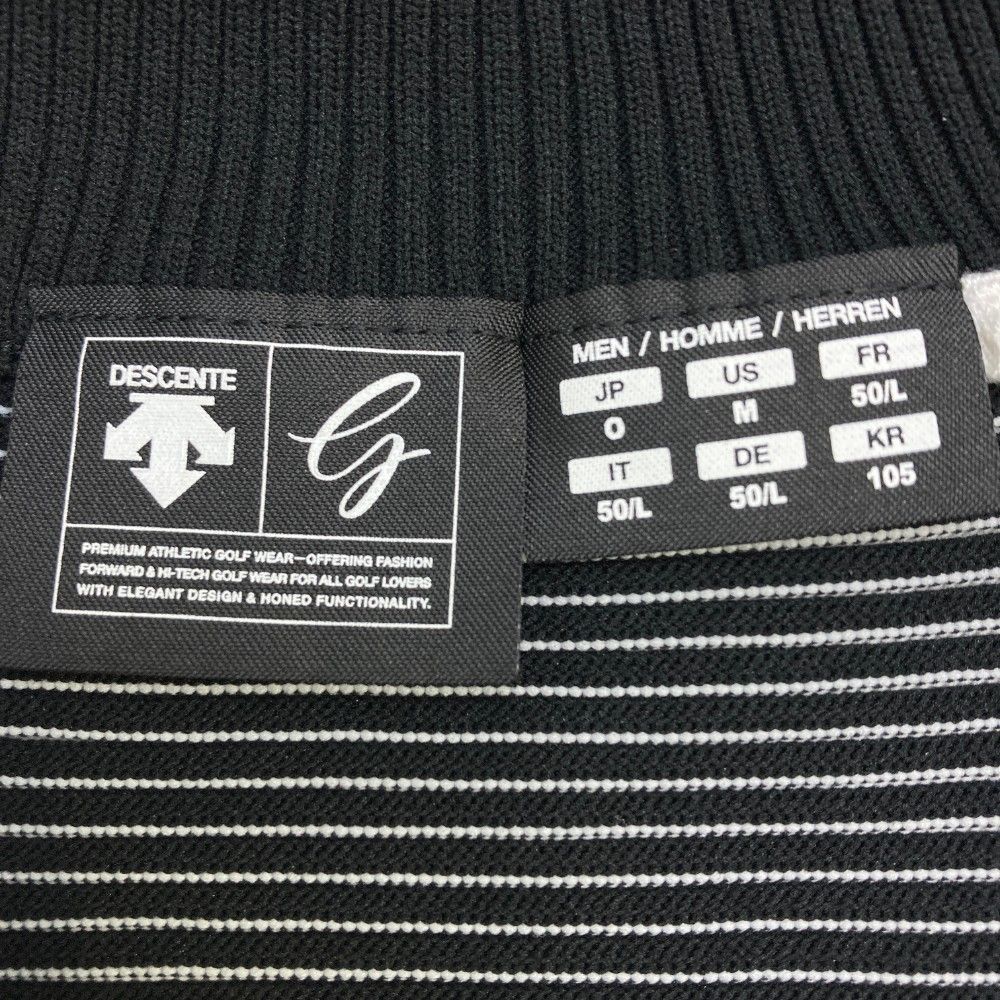 DESCENTE
G
PREMIUM ATHLETIC GOLF WEAR—OFFERING FASHION
FORWARD & HI-TECH GOLF WEAR FOR ALL GOLF LOVERS
WITH ELEGANT DESIGN & HONED FUNCTIONALITY.
MEN / HOMME / HERREN
JP US FR
O M 50/L
IT DE KR
50/L 50/L 105